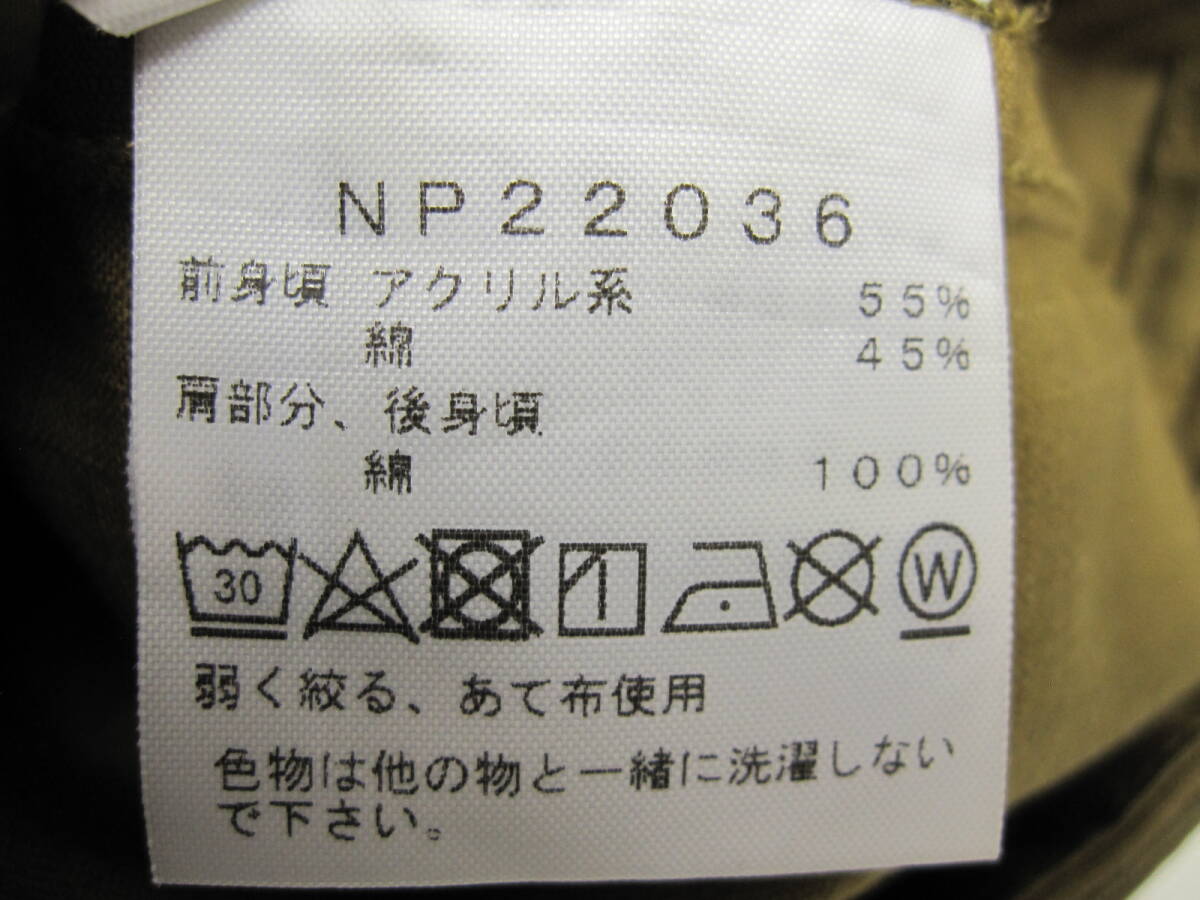 NP22036
前身頃 アクリル系 55%
綿 45%
肩部分、後身頃
綿 100%
30 W
弱く絞る、あて布使用
色物は他の物と一緒に洗濯しない
で下さい。